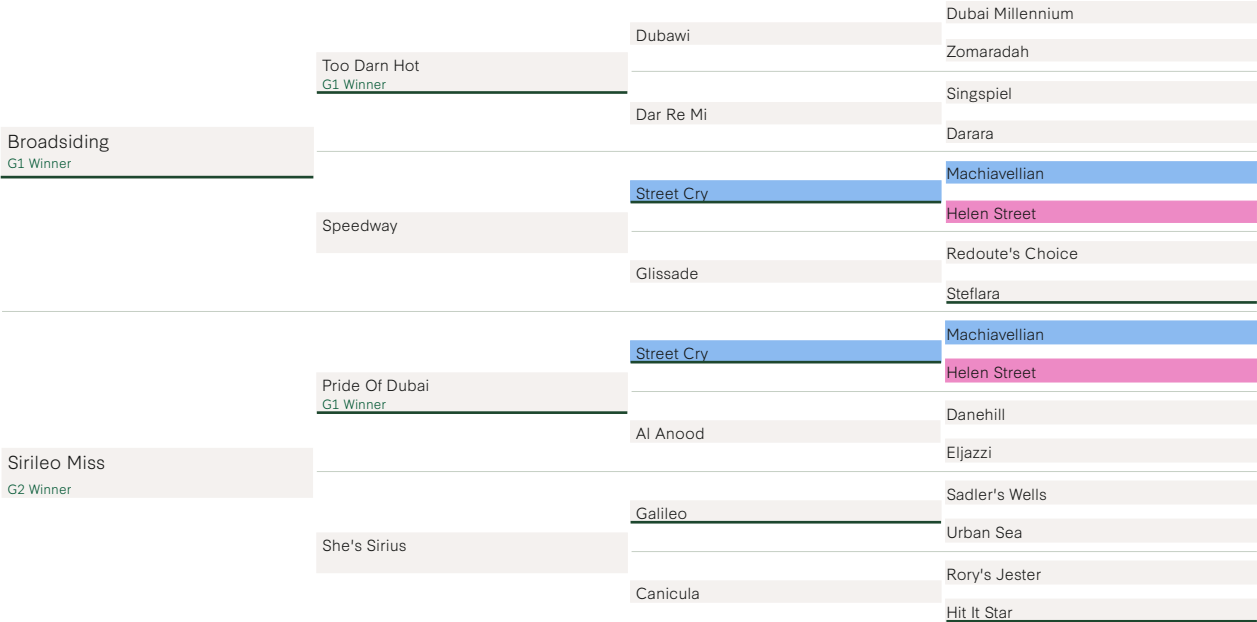 Broadsiding
G1 Winner
Sirileo Miss
G2 Winner
Too Darn Hot
G1 Winner
Speedway
Pride Of Dubai
G1 Winner
She's Sirius
Dubawi
Dar Re Mi
Street Cry
Glissade
Street Cry
Al Anood
Galileo
Canicula
Dubai Millennium
Zomaradah
Singspiel
Darara
Machiavellian
Helen Street
Redoute's Choice
Steflara
Machiavellian
Helen Street
Danehill
Eljazzi
Sadler's Wells
Urban Sea
Rory's Jester
Hit It Star